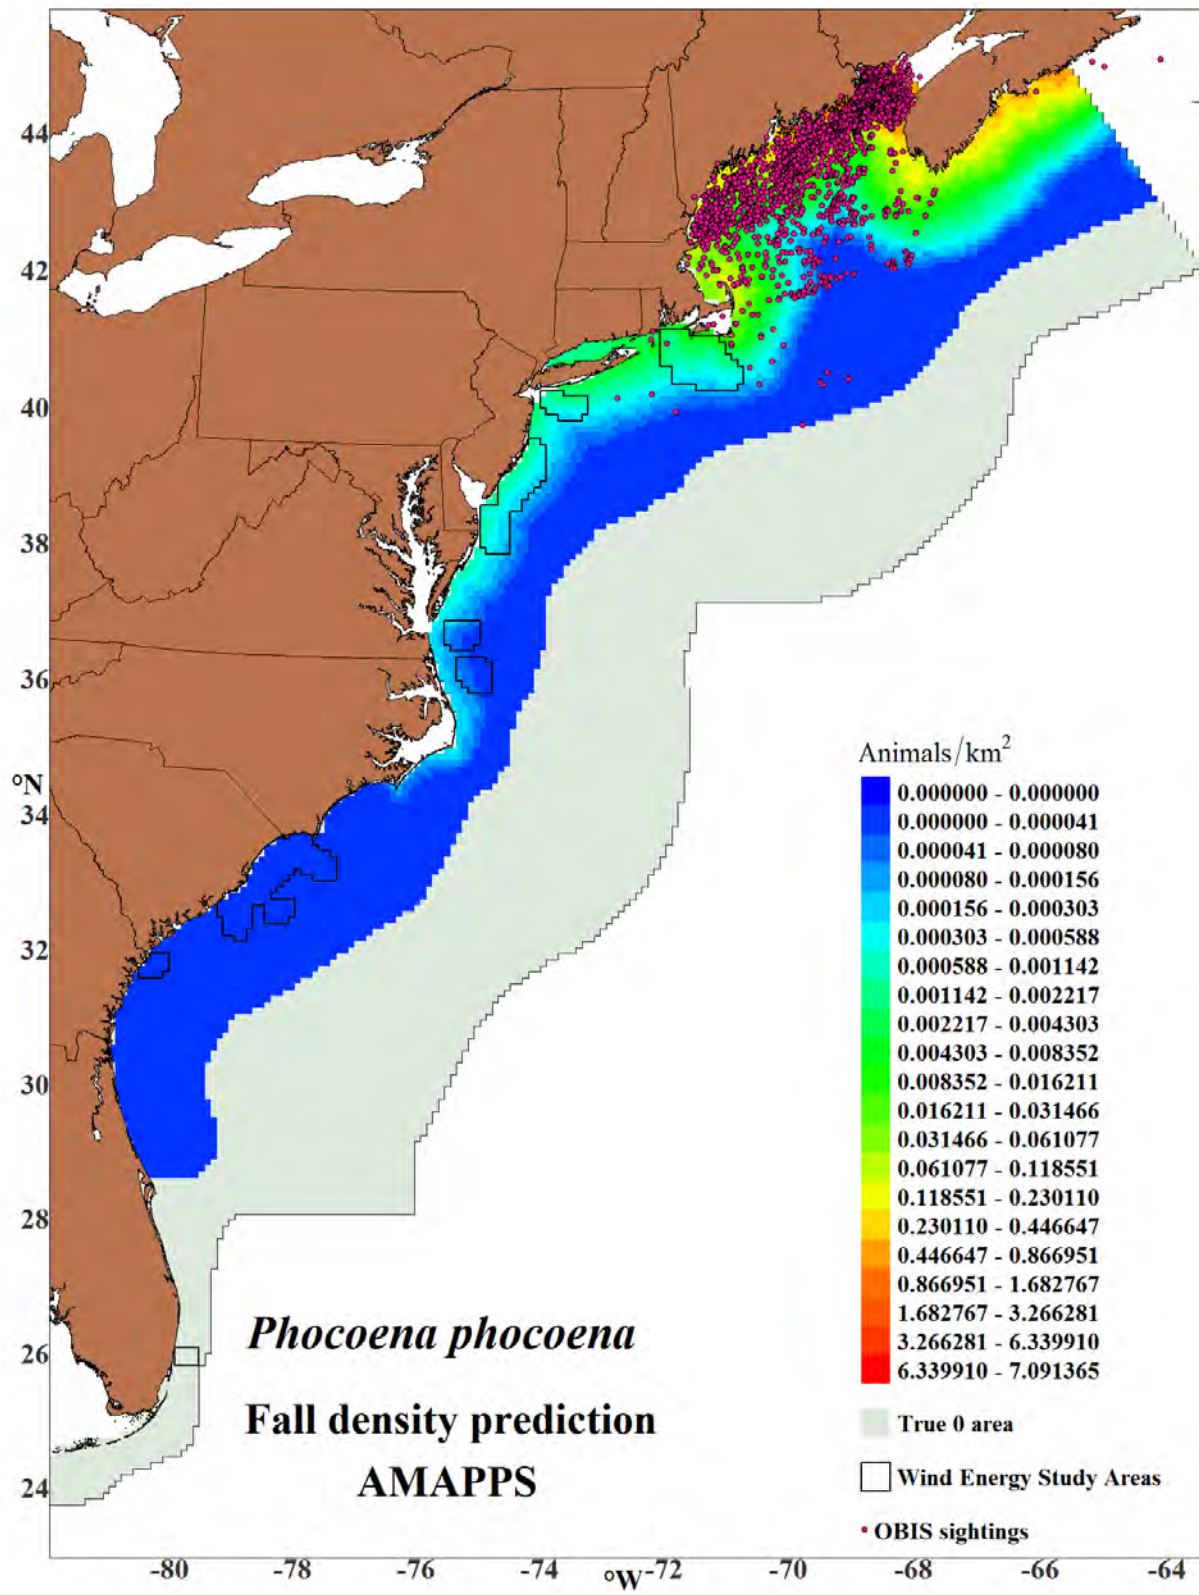 44
42
40
38
36
°N
34
32
30
28
26
24
Animals/km²
0.000000 - 0.000000
0.000000 - 0.000041
0.000041 - 0.000080
0.000080 - 0.000156
0.000156 - 0.000303
0.000303 - 0.000588
0.000588 - 0.001142
0.001142 - 0.002217
0.002217 - 0.004303
0.004303 - 0.008352
0.008352 - 0.016211
0.016211 - 0.031466
0.031466 - 0.061077
0.061077 - 0.118551
0.118551 - 0.230110
0.230110 - 0.446647
0.446647 - 0.866951
0.866951 - 1.682767
1.682767 - 3.266281
3.266281 - 6.339910
6.339910 - 7.091365
True 0 area
Wind Energy Study Areas
OBIS sightings
Phocoena phocoena
Fall density prediction
AMAPPS
-80 -78 -76 -74 °W -72 -70 -68 -66 -64